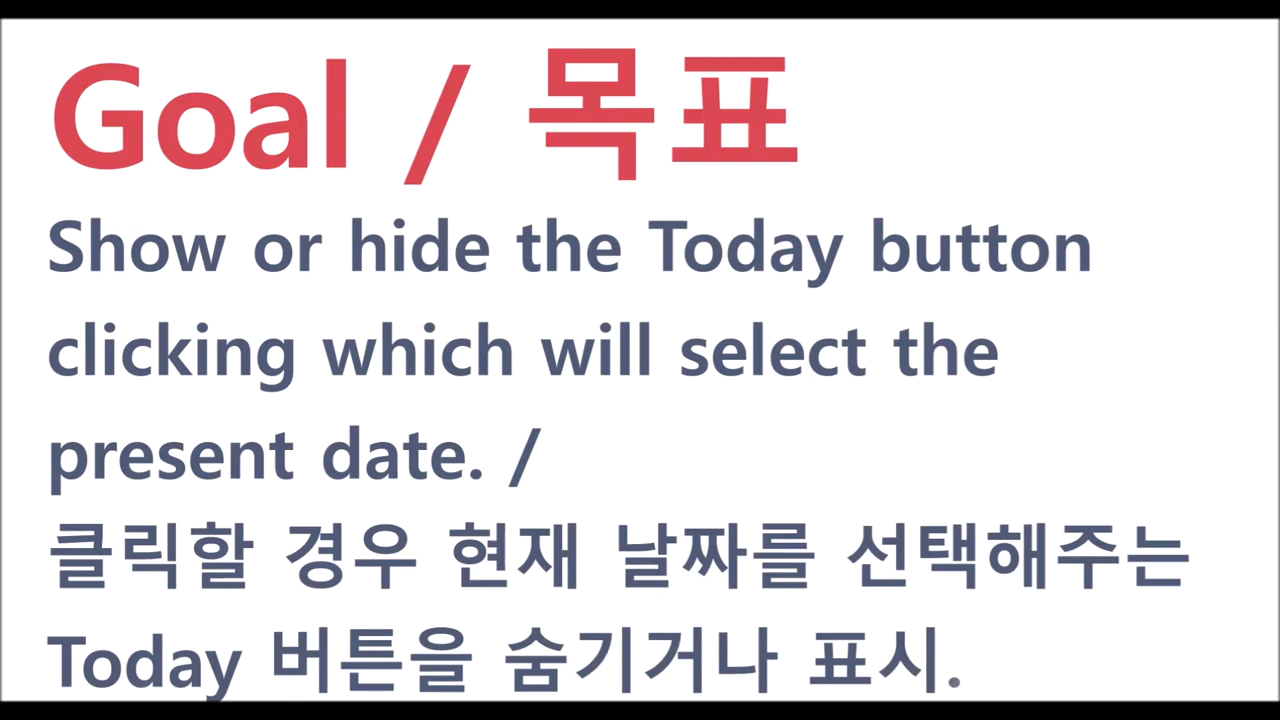 Goal / 목표
Show or hide the Today button
clicking which will select the
present date. /
클릭할 경우 현재 날짜를 선택해주는
Today 버튼을 숨기거나 표시.